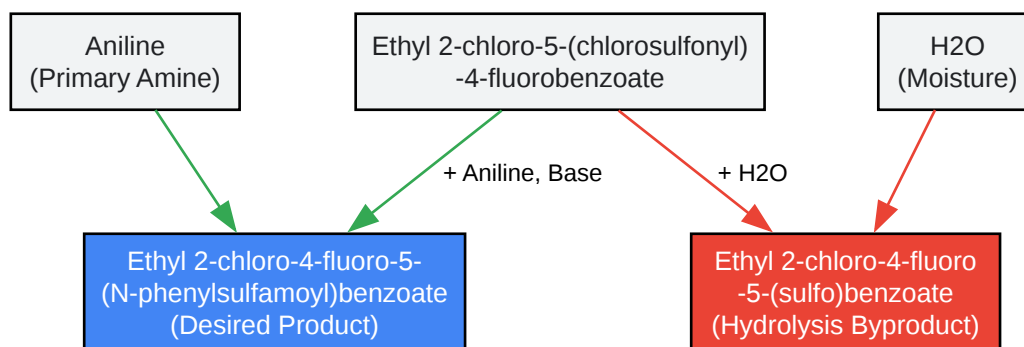 Aniline
(Primary Amine)
Ethyl 2-chloro-5-(chlorosulfonyl)
-4-fluorobenzoate
H2O
(Moisture)
+ Aniline, Base
+ H2O
Ethyl 2-chloro-4-fluoro-5-
(N-phenylsulfamoyl)benzoate
(Desired Product)
Ethyl 2-chloro-4-fluoro
-5-(sulfo)benzoate
(Hydrolysis Byproduct)